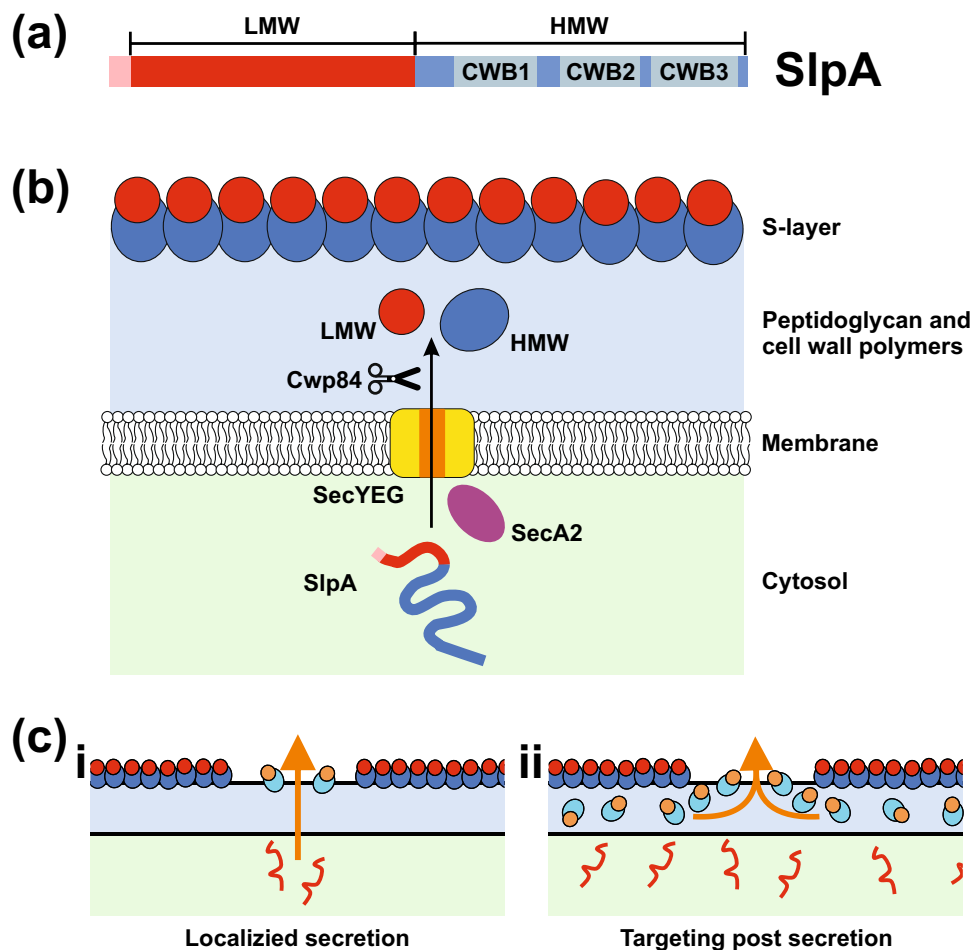 (a)
LMW
HMW
CWB1
CWB2
CWB3
SlpA
(b)
S-layer
LMW
HMW
Peptidoglycan and
cell wall polymers
Cwp84
Membrane
SecYEG
SecA2
SlpA
Cytosol
(c)
i
ii
Localizied secretion
Targeting post secretion